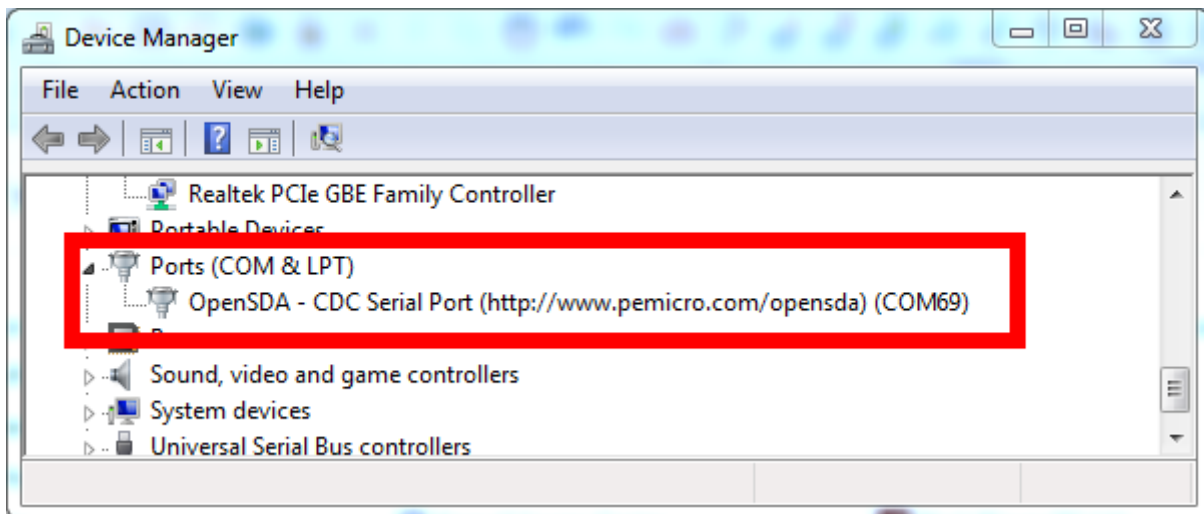 Device Manager
File Action View Help
Realtek PCIe GBE Family Controller
Portable Devices
Ports (COM & LPT)
OpenSDA - CDC Serial Port (http://www.pemicro.com/opensda) (COM69)
Sound, video and game controllers
System devices
Universal Serial Bus controllers